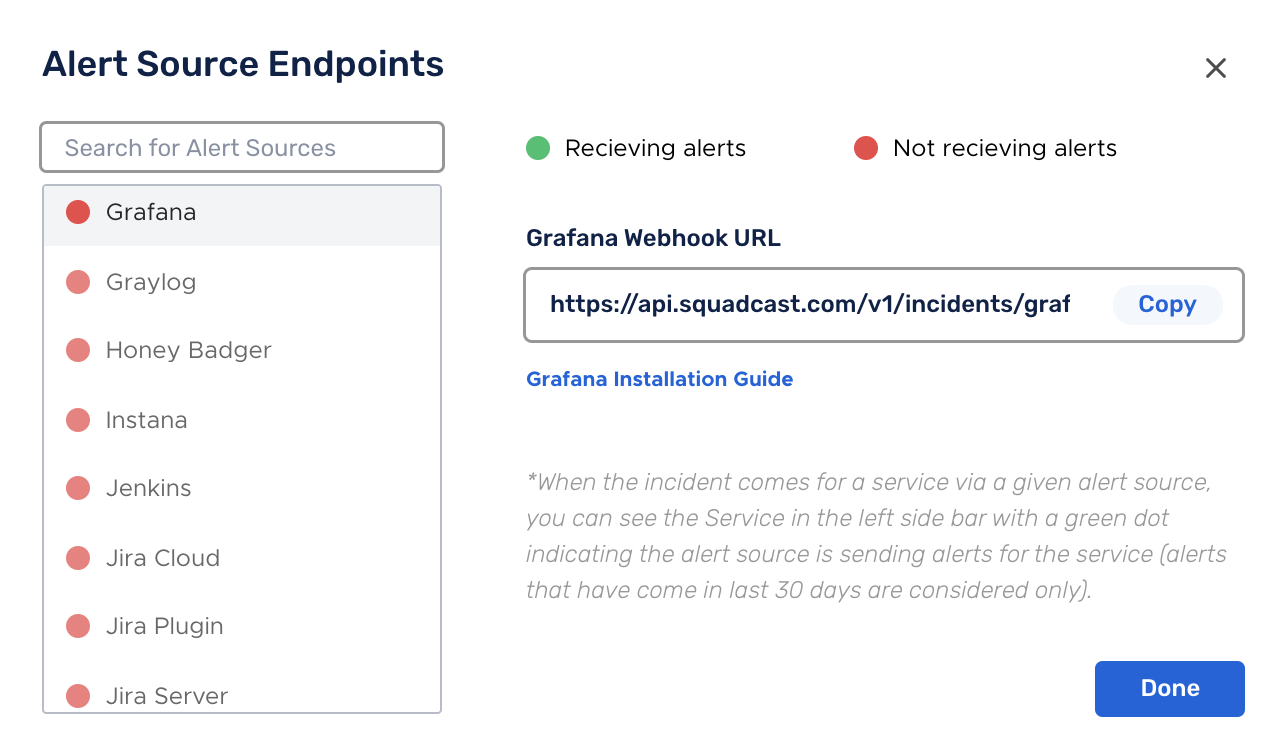 Alert Source Endpoints
Search for Alert Sources
Grafana
Graylog
Honey Badger
Instana
Jenkins
Jira Cloud
Jira Plugin
Jira Server
Recieving alerts
Not recieving alerts
Grafana Webhook URL
https://api.squadcast.com/v1/incidents/graf
Copy
Grafana Installation Guide
*When the incident comes for a service via a given alert source,
you can see the Service in the left side bar with a green dot
indicating the alert source is sending alerts for the service (alerts
that have come in last 30 days are considered only).
Done